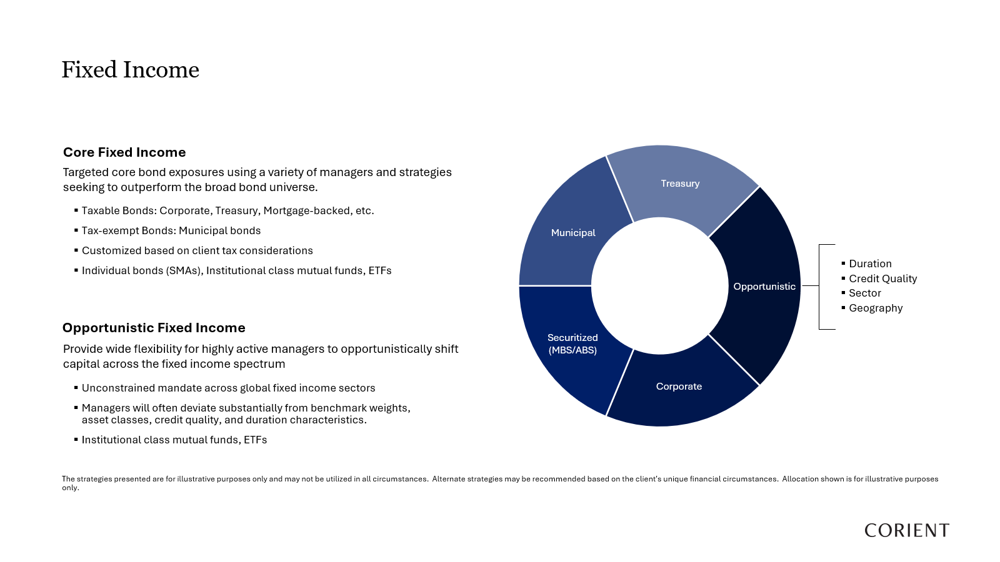 Fixed Income
Core Fixed Income
Targeted core bond exposures using a variety of managers and strategies
seeking to outperform the broad bond universe.
▪ Taxable Bonds: Corporate, Treasury, Mortgage-backed, etc.
▪ Tax-exempt Bonds: Municipal bonds
▪ Customized based on client tax considerations
▪ Individual bonds (SMAs), Institutional class mutual funds, ETFs
Opportunistic Fixed Income
Provide wide flexibility for highly active managers to opportunistically shift
capital across the fixed income spectrum
▪ Unconstrained mandate across global fixed income sectors
▪ Managers will often deviate substantially from benchmark weights,
asset classes, credit quality, and duration characteristics.
▪ Institutional class mutual funds, ETFs
Treasury
Municipal
Opportunistic
Securitized
(MBS/ABS)
Corporate
▪ Duration
▪ Credit Quality
▪ Sector
▪ Geography
The strategies presented are for illustrative purposes only and may not be utilized in all circumstances.  Alternate strategies may be recommended based on the client's unique financial circumstances.  Allocation shown is for illustrative purposes
only.
CORIENT